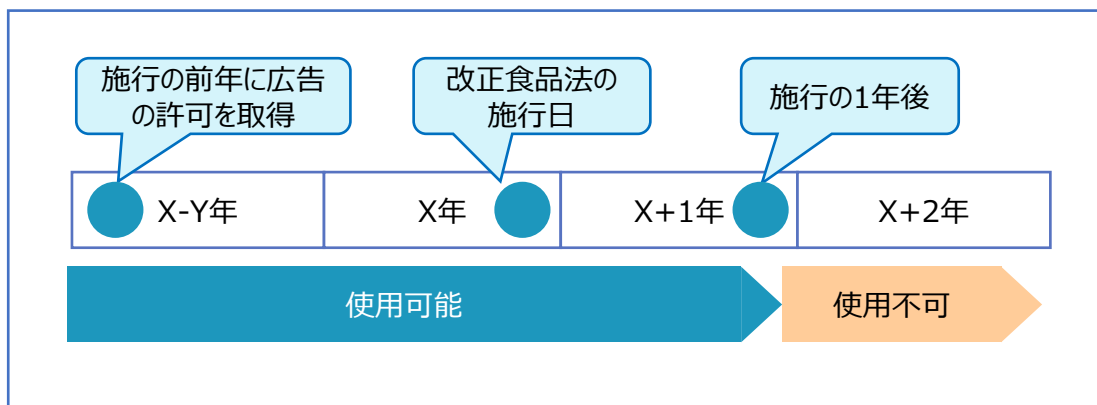 施行の前年に広告
の許可を取得
改正食品法の
施行日
施行の1年後
X-Y年
X年
X+1年
X+2年
使用可能
使用不可